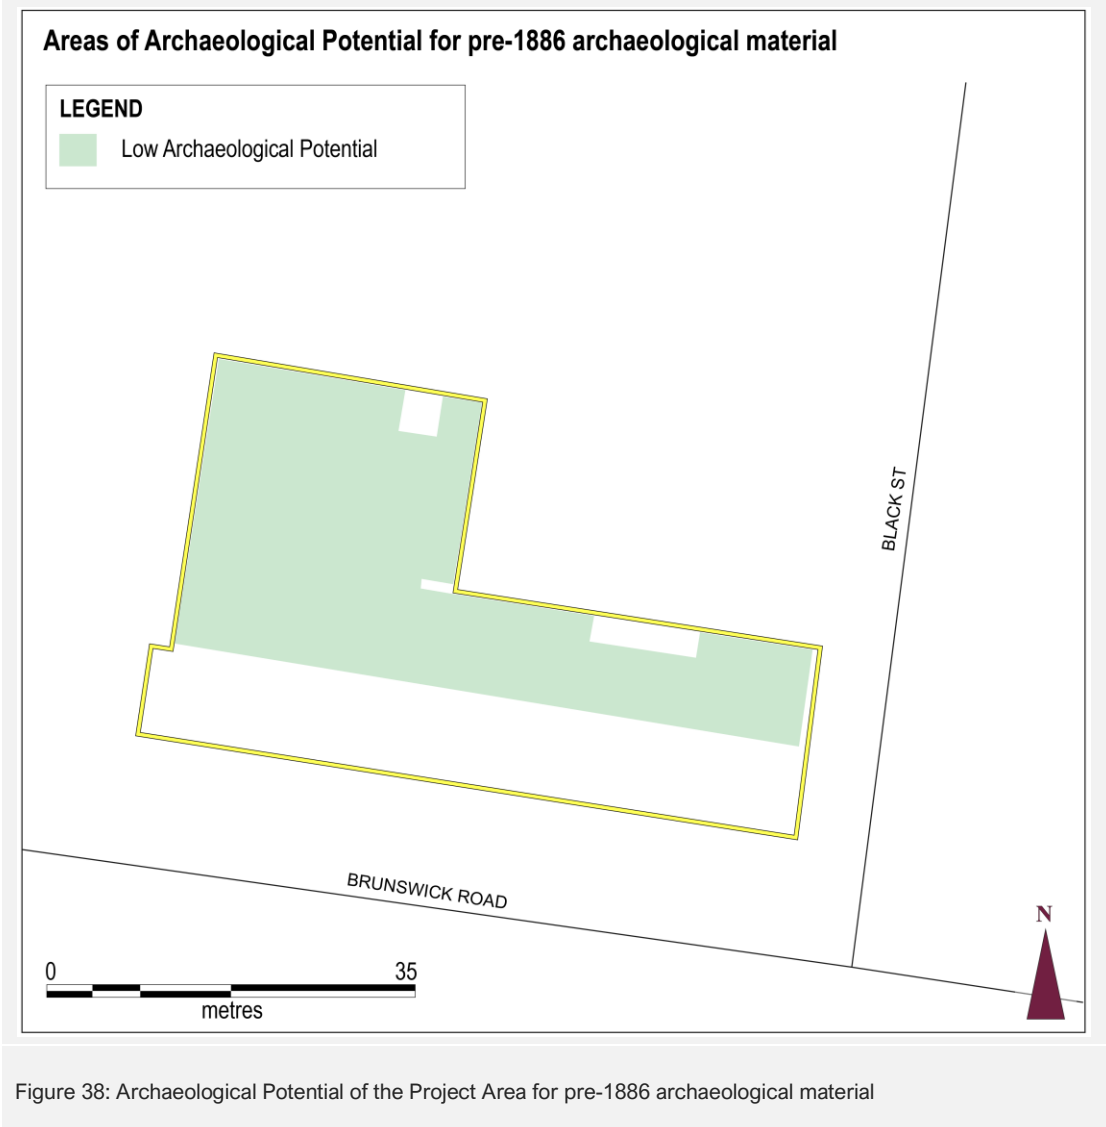 Areas of Archaeological Potential for pre-1886 archaeological material
LEGEND
Low Archaeological Potential
BLACK ST
BRUNSWICK ROAD
N
0 35
metres
Figure 38: Archaeological Potential of the Project Area for pre-1886 archaeological material